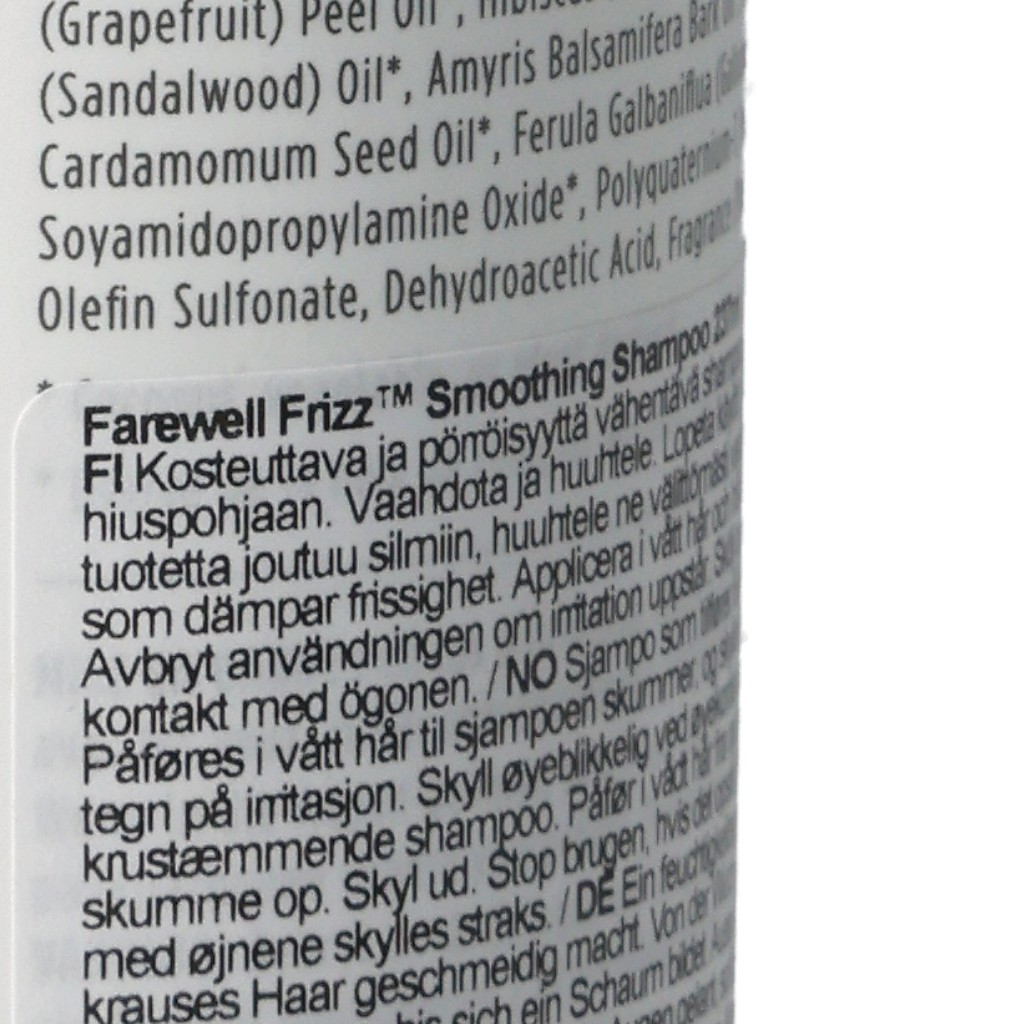 (Grapefruit) Peel Oil*,
(Sandalwood) Oil*, Amyris Balsamifera Bark
Cardamomum Seed Oil*, Ferula Galbaniflua
Soyamidopropylamine Oxide*, Polyquaternium-
Olefin Sulfonate, Dehydroacetic Acid, Fragrance
*
Farewell Frizz™ Smoothing Shampoo
FI Kosteuttava ja pörröisyyttä vähentävä
hiuspohjaan. Vaahdota ja huuhtele. Lopeta
tuotetta joutuu silmiin, huuhtele ne välittömästi
som dämpar frissighet. Applicera i vått hår och
Avbryt användningen om irritation uppstår.
kontakt med ögonen. / NO Sjampo som
Påføres i vått hår til sjampoen skummer, og
tegn på irritasjon. Skyll øyeblikkelig ved
krustæmmende shampoo. Påfør i vådt hår
skumme op. Skyl ud. Stop brugen, hvis det
med øjnene skylles straks. / DE Ein
krauses Haar geschmeidig macht. Von der
sich ein Schaum bildet.